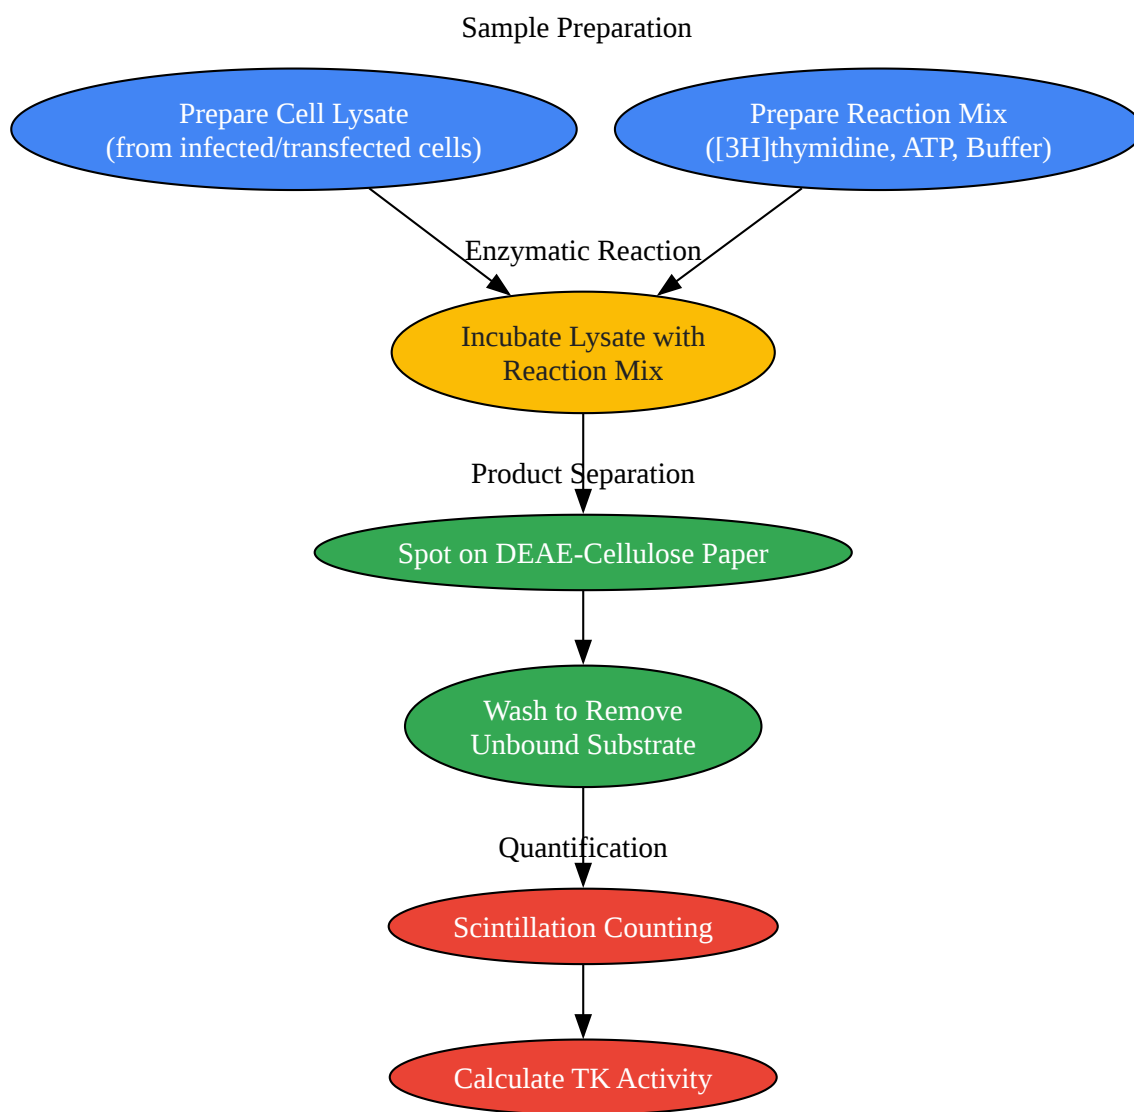 Sample Preparation
Prepare Cell Lysate
(from infected/transfected cells)
Prepare Reaction Mix
([3H]thymidine, ATP, Buffer)
Enzymatic Reaction
Incubate Lysate with
Reaction Mix
Product Separation
Spot on DEAE-Cellulose Paper
Wash to Remove
Unbound Substrate
Quantification
Scintillation Counting
Calculate TK Activity